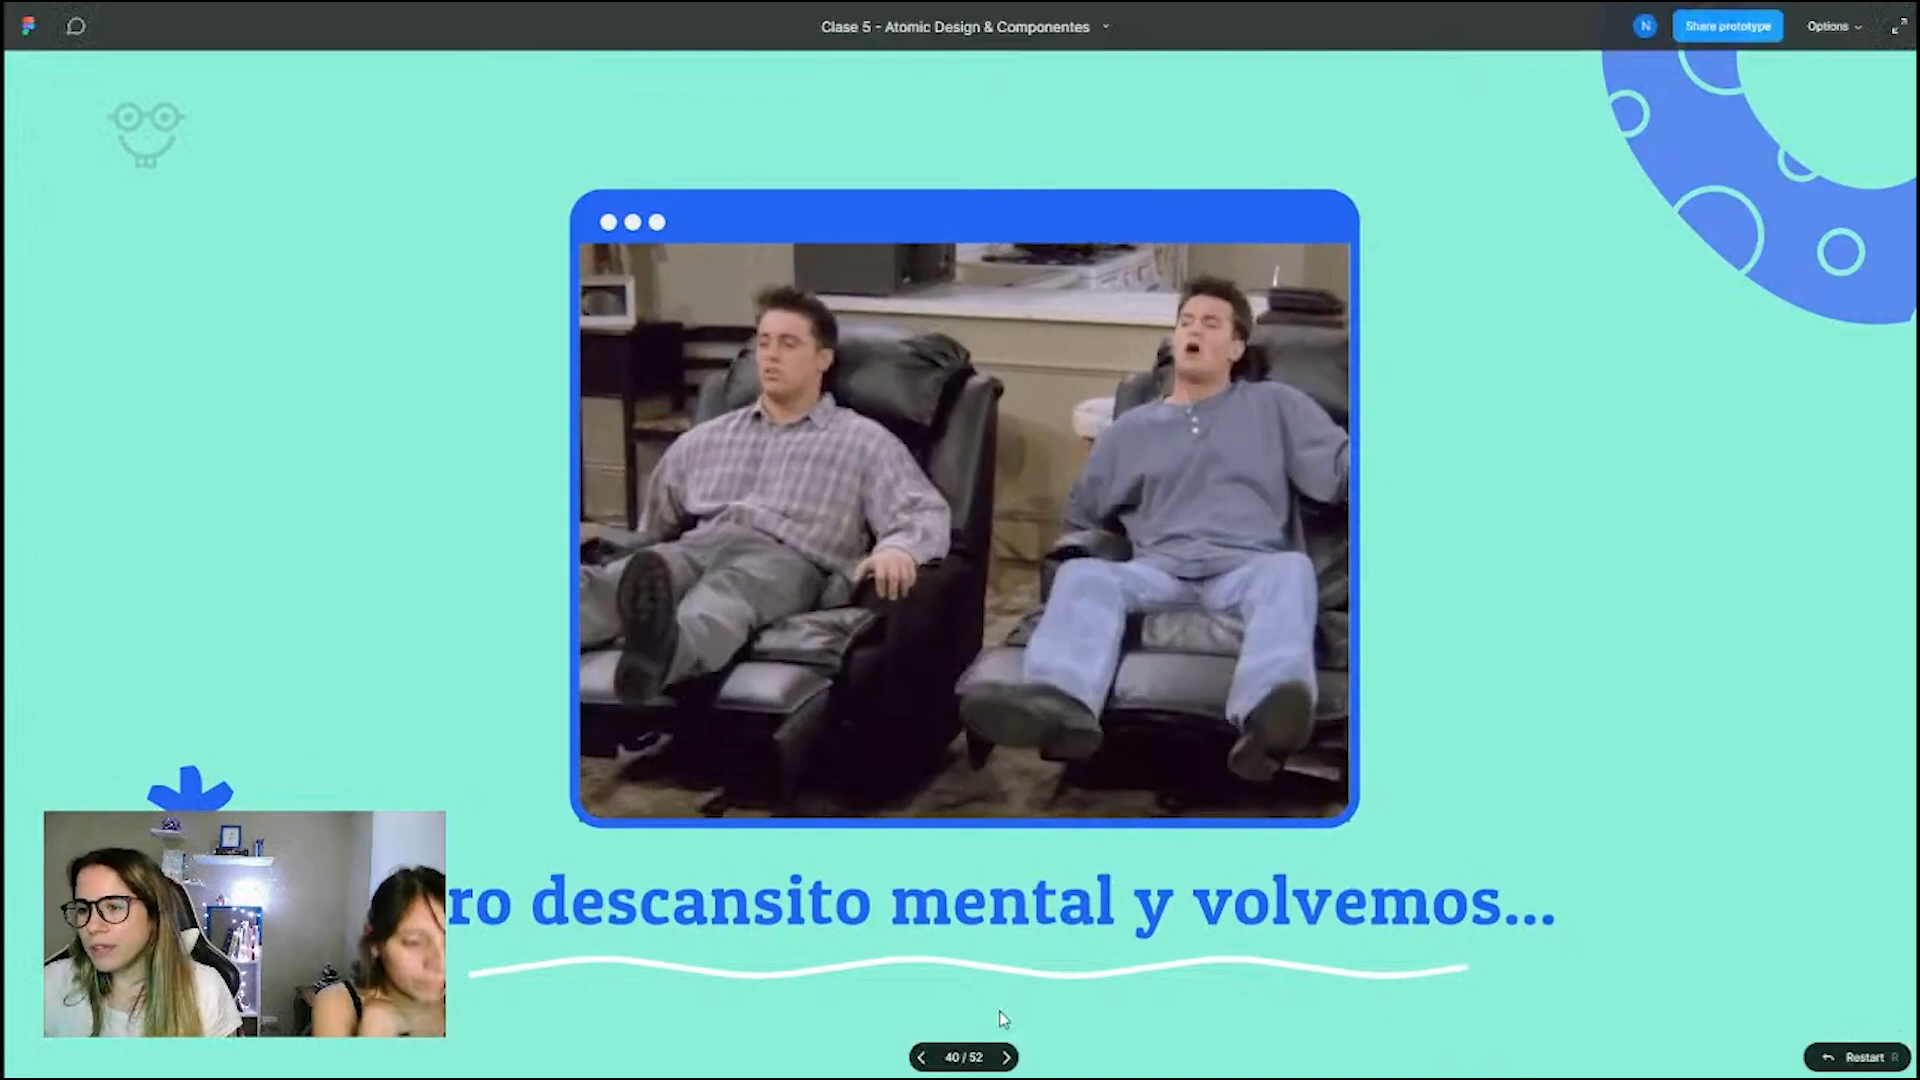 Clase 5 - Atomic Design & Componentes
N
Share prototype
Options
ro descansito mental y volvemos...
40 / 52
Restart R